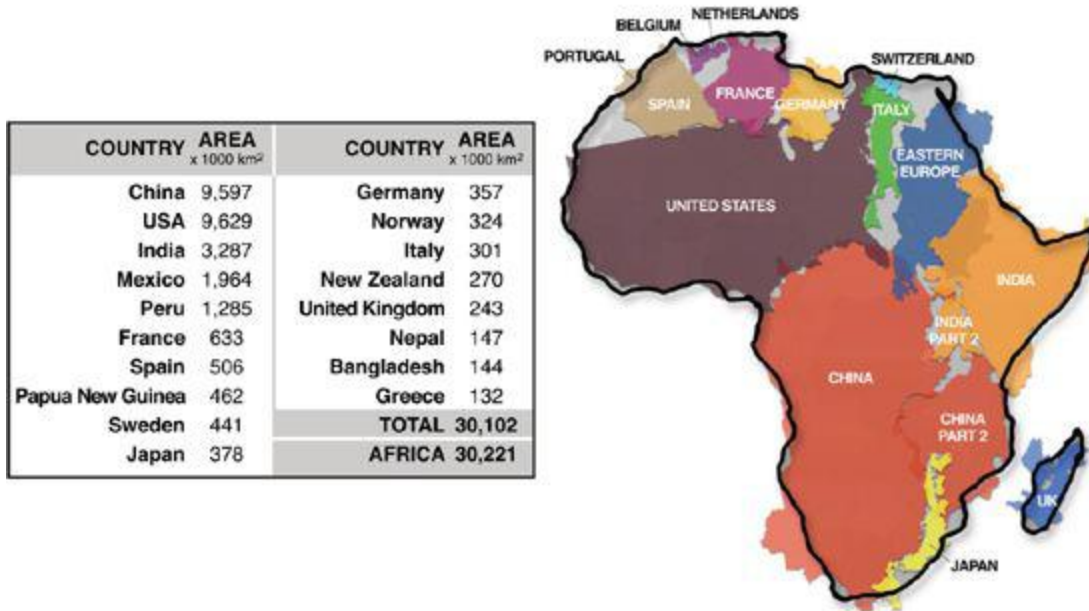 COUNTRY AREA COUNTRY AREA
x 1000 km² x 1000 km²
China 9,597 Germany 357
USA 9,629 Norway 324
India 3,287 Italy 301
Mexico 1,964 New Zealand 270
Peru 1,285 United Kingdom 243
France 633 Nepal 147
Spain 506 Bangladesh 144
Papua New Guinea 462 Greece 132
Sweden 441 TOTAL 30,102
Japan 378 AFRICA 30,221
NETHERLANDS
BELGIUM
PORTUGAL
SWITZERLAND
SPAIN
FRANCE
GERMANY
ITALY
EASTERN
EUROPE
UNITED STATES
INDIA
INDIA
PART 2
CHINA
CHINA
PART 2
UK
JAPAN